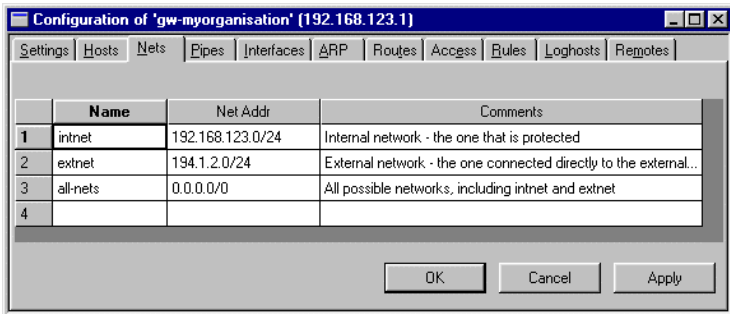 Configuration of 'gw-myorganisation' (192.168.123.1)
Settings Hosts Nets Pipes Interfaces ARP Routes Access Rules Loghosts Remotes
Name Net Addr Comments
1 intnet 192.168.123.0/24 Internal network - the one that is protected
2 extnet 194.1.2.0/24 External network - the one connected directly to the external...
3 all-nets 0.0.0.0/0 All possible networks, including intnet and extnet
4
OK Cancel Apply